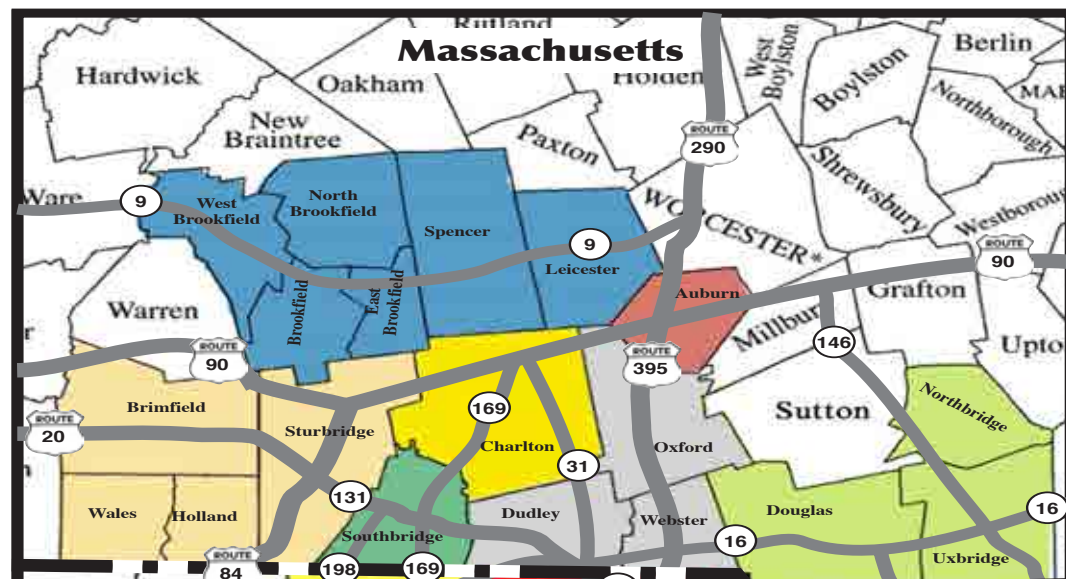 Rutland
Massachusetts
Berlin
West
Boylston
Hardwick
Oakham
Holden
Boylston
Northborough
New
Braintree
Paxton
ROUTE
290
Shrewsbury
Ware
9
West
Brookfield
North
Brookfield
Spencer
9
Leicester
WORCESTER*
Westborough
ROUTE
90
Warren
Brookfield
East
Brookfield
Auburn
Grafton
Millbur
146
Upto
ROUTE
90
ROUTE
395
Brimfield
ROUTE
20
Sturbridge
169
Charlton
31
Oxford
Sutton
Northbridge
131
Wales
Holland
Southbridge
Dudley
Webster
16
Douglas
16
Uxbridge
ROUTE
84
198
169